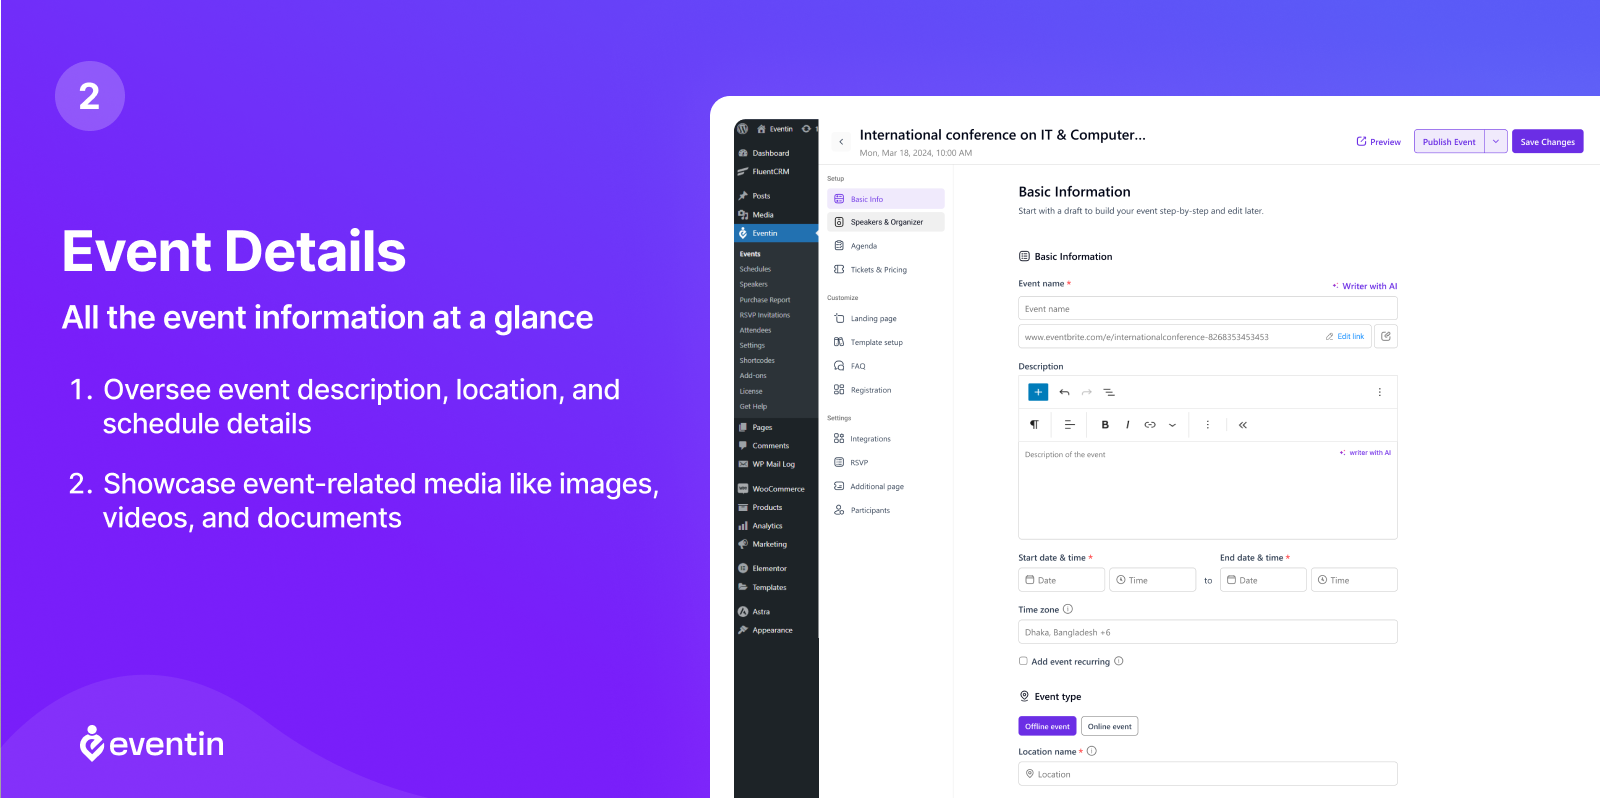 2
Event Details
All the event information at a glance
1. Oversee event description, location, and
schedule details
2. Showcase event-related media like images,
videos, and documents
eventin
Eventin
1
Dashboard
FluentCRM
Posts
Media
Eventin
Events
Schedules
Speakers
Purchase Report
RSVP Invitations
Attendees
Settings
Shortcodes
Add-ons
License
Get Help
Pages
Comments
WP Mail Log
WooCommerce
Products
Analytics
Marketing
Elementor
Templates
Astra
Appearance
International conference on IT & Computer...
Mon, Mar 18, 2024, 10:00 AM
Preview
Publish Event
Save Changes
Setup
Basic Info
Speakers & Organizer
Agenda
Tickets & Pricing
Customize
Landing page
Template setup
FAQ
Registration
Settings
Integrations
RSVP
Additional page
Participants
Basic Information
Start with a draft to build your event step-by-step and edit later.
Basic Information
Event name *
Writer with AI
Event name
www.eventbrite.com/e/internationalconference-8268353453453
Edit link
Description
B I
Description of the event
writer with AI
Start date & time * End date & time *
Date Time to Date Time
Time zone
Dhaka, Bangladesh +6
Add event recurring
Event type
Offline event Online event
Location name *
Location